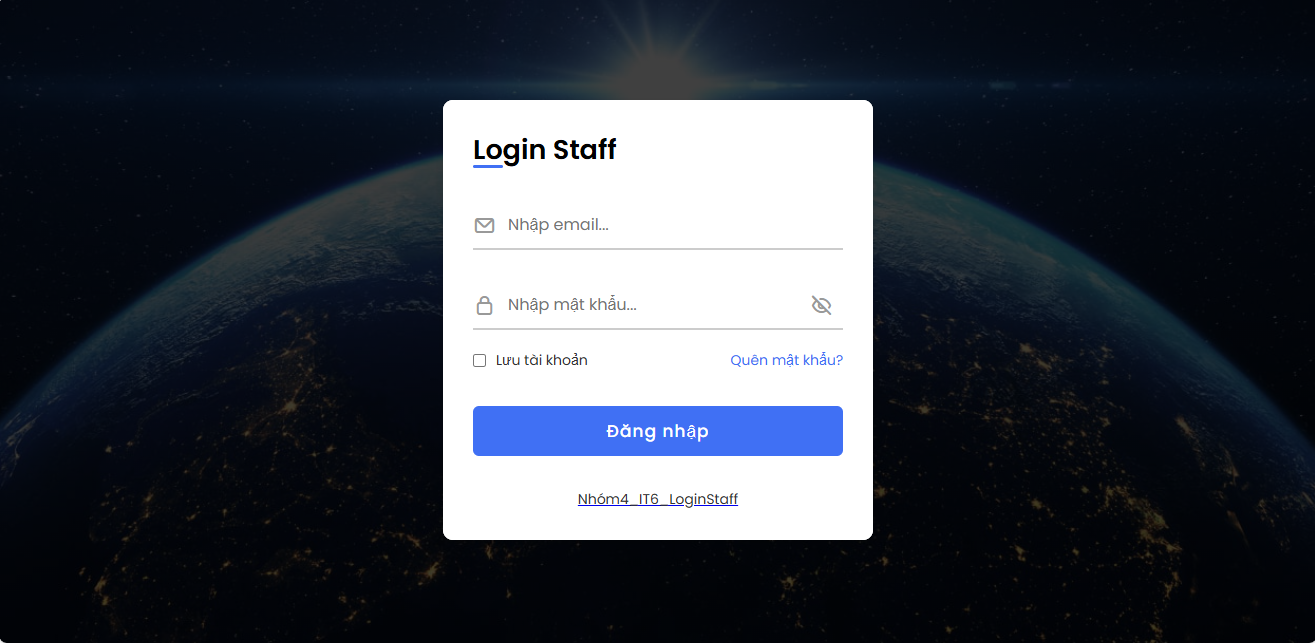 Login Staff
Nhập email...
Nhập mật khẩu...
Lưu tài khoản
Quên mật khẩu?
Đăng nhập
Nhóm4_IT6_LoginStaff